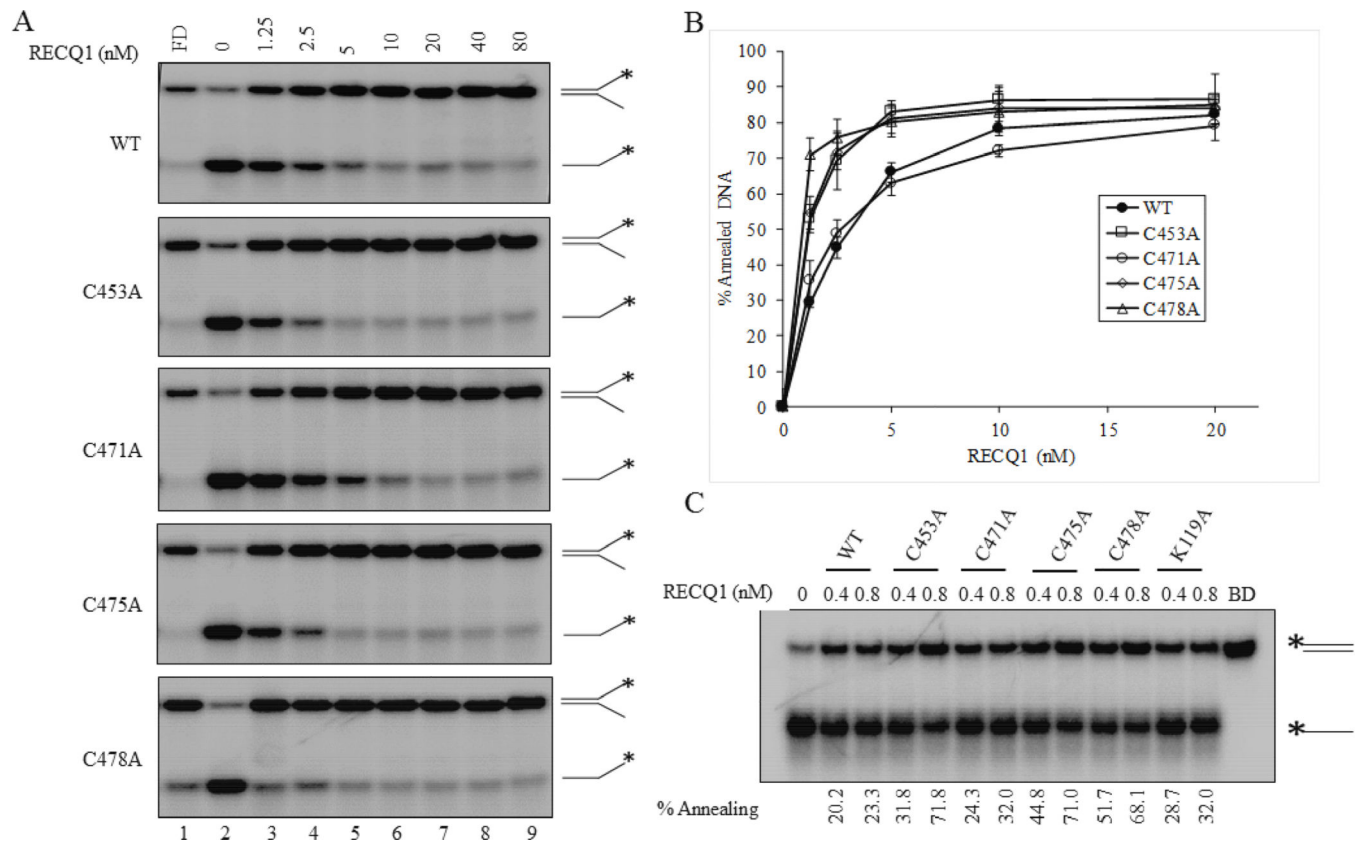 A
RECQ1 (nM)
FD 0 1.25 2.5 5 10 20 40 80
*
WT
*
*
C453A
*
*
C471A
*
*
C475A
*
*
C478A
*
1 2 3 4 5 6 7 8 9
B
% Annealed DNA
100
90
80
70
60
50
40
30
20
10
0
0 5 10 15 20
RECQ1 (nM)
WT
C453A
C471A
C475A
C478A
C
WT C453A C471A C475A C478A K119A
RECQ1 (nM) 0 0.4 0.8 0.4 0.8 0.4 0.8 0.4 0.8 0.4 0.8 0.4 0.8 BD
*
*
% Annealing 20.2 23.3 31.8 71.8 24.3 32.0 44.8 71.0 51.7 68.1 28.7 32.0